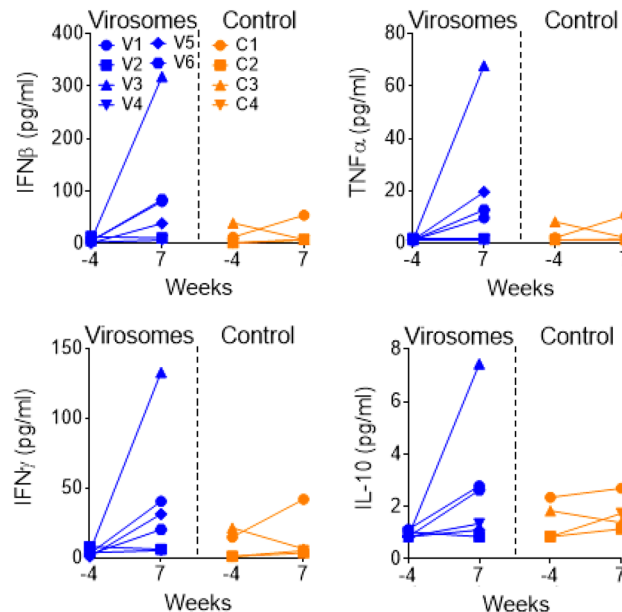 Virosomes Control
IFNβ (pg/ml)
400
300
200
100
0
V1 V5
V2 V6
V3
V4
C1
C2
C3
C4
-4 7 -4 7
Weeks
TNFα (pg/ml)
Virosomes Control
80
60
40
20
0
-4 7 -4 7
Weeks
IFNγ (pg/ml)
Virosomes Control
150
100
50
0
-4 7 -4 7
Weeks
IL-10 (pg/ml)
Virosomes Control
8
6
4
2
0
-4 7 -4 7
Weeks